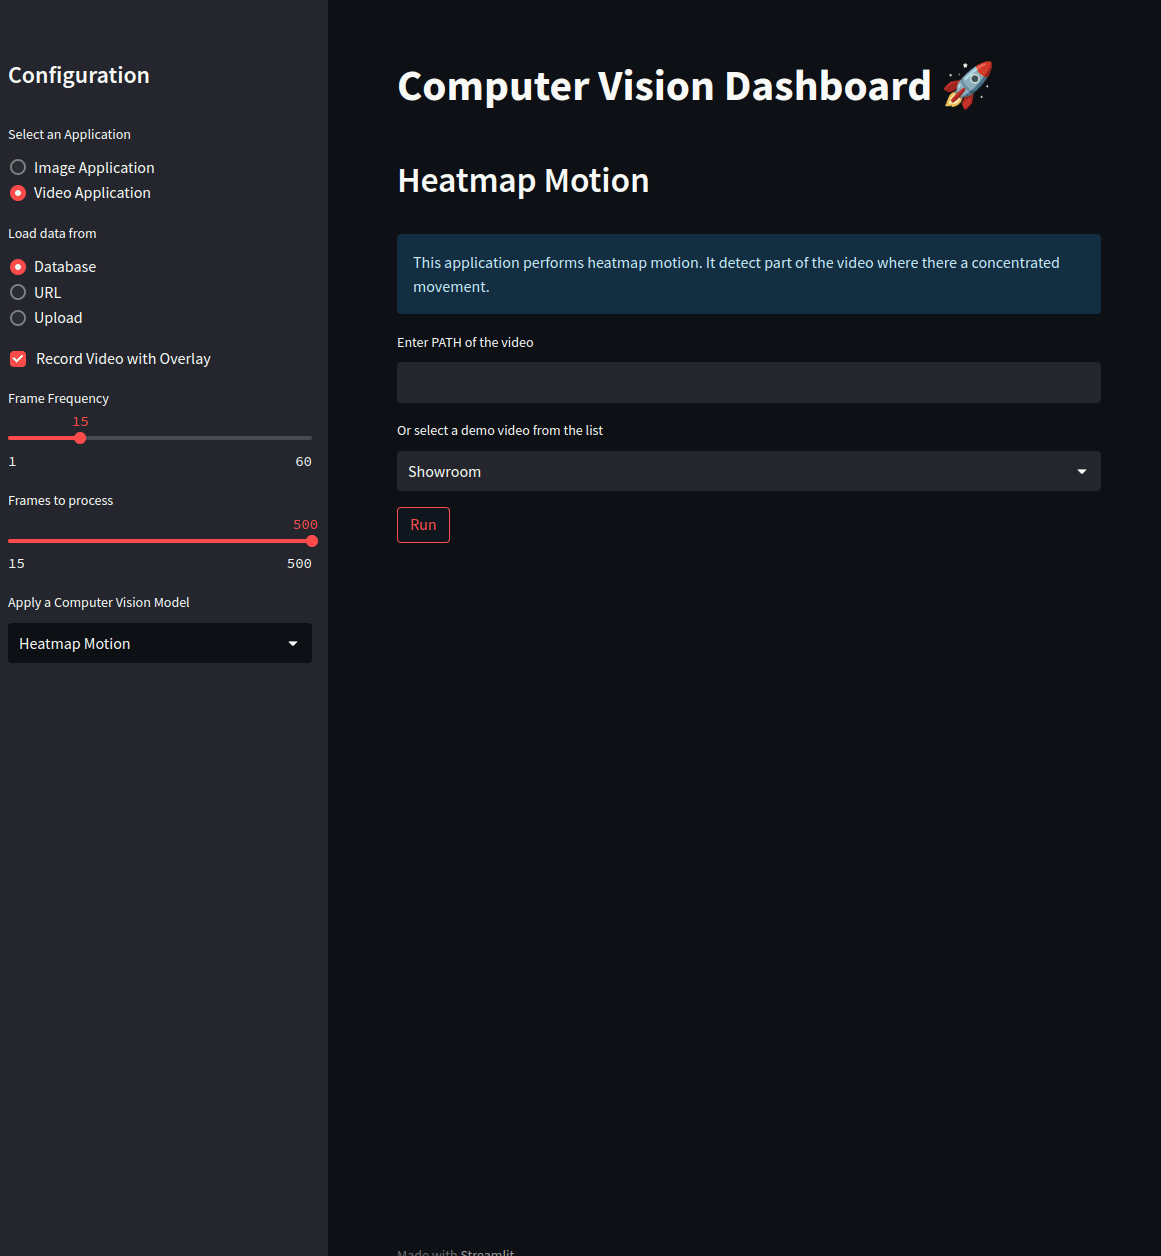 Configuration
Select an Application
Image Application
Video Application
Load data from
Database
URL
Upload
Record Video with Overlay
Frame Frequency
15
1 60
Frames to process
500
15 500
Apply a Computer Vision Model
Heatmap Motion
Computer Vision Dashboard 🚀
Heatmap Motion
This application performs heatmap motion. It detect part of the video where there a concentrated
movement.
Enter PATH of the video
Or select a demo video from the list
Showroom
Run
Made with Streamlit